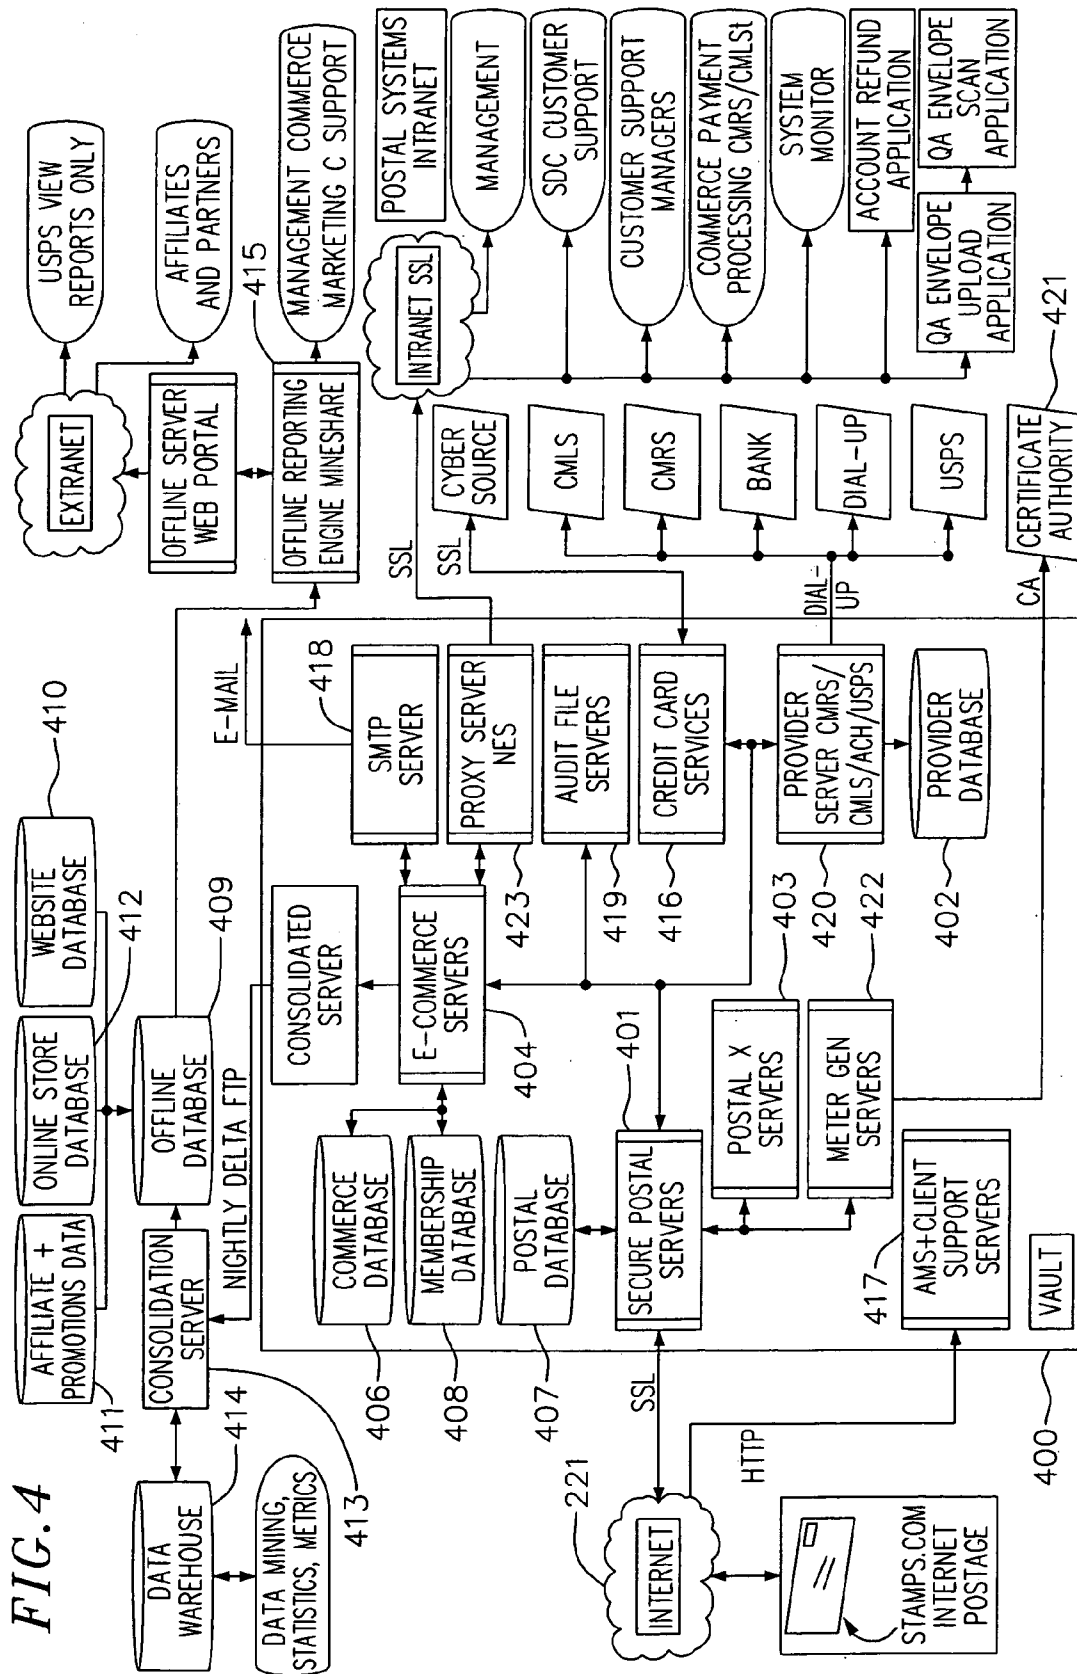 FIG.4
AFFILIATE +
PROMOTIONS DATA
411
ONLINE STORE
DATABASE
412
WEBSITE
DATABASE
410
DATA
WAREHOUSE
414
CONSOLIDATION
SERVER
413
OFFLINE
DATABASE
409
DATA MINING,
STATISTICS, METRICS
NIGHTLY DELTA FTP
E-MAIL
EXTRANET
USPS VIEW
REPORTS ONLY
AFFILIATES
AND PARTNERS
OFFLINE SERVER
WEB PORTAL
415
OFFLINE REPORTING
ENGINE MINESHARE
MANAGEMENT COMMERCE
MARKETING C SUPPORT
COMMERCE
DATABASE
406
MEMBERSHIP
DATABASE
408
POSTAL
DATABASE
407
CONSOLIDATED
SERVER
E-COMMERCE
SERVERS
404
SMTP
SERVER
418
PROXY SERVER
NES
423
AUDIT FILE
SERVERS
419
CREDIT CARD
SERVICES
416
PROVIDER
SERVER CMRS/
CMLS/ACH/USPS
420
PROVIDER
DATABASE
402
SECURE POSTAL
SERVERS
401
POSTAL X
SERVERS
403
METER GEN
SERVERS
422
AMS+CLIENT
SUPPORT
SERVERS
417
VAULT
400
INTERNET
221
SSL
HTTP
STAMPS.COM
INTERNET
POSTAGE
SSL
SSL
DIAL-
UP
CA
CYBER
SOURCE
CMLS
CMRS
BANK
DIAL-UP
USPS
CERTIFICATE
AUTHORITY
421
INTRANET SSL
POSTAL SYSTEMS
INTRANET
MANAGEMENT
SDC CUSTOMER
SUPPORT
CUSTOMER SUPPORT
MANAGERS
COMMERCE PAYMENT
PROCESSING CMRS/CMLSt
SYSTEM
MONITOR
ACCOUNT REFUND
APPLICATION
QA ENVELOPE
UPLOAD
APPLICATION
QA ENVELOPE
SCAN
APPLICATION